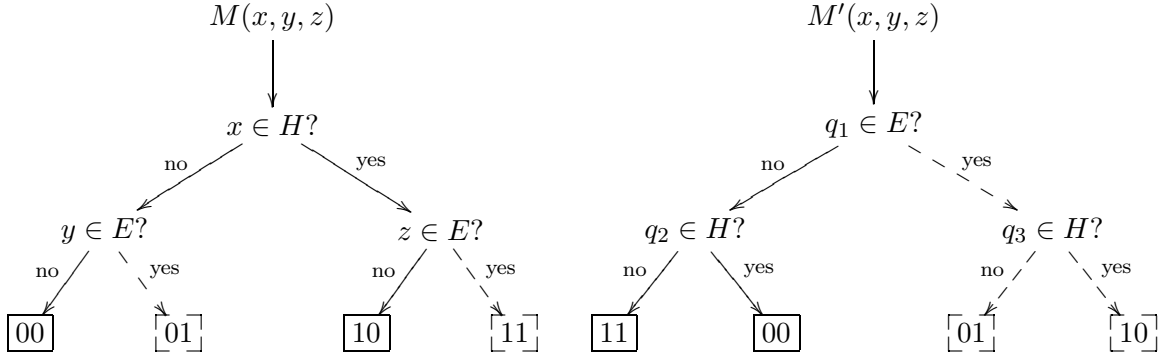 M(x, y, z)
x ∈ H?
no
yes
y ∈ E?
z ∈ E?
no
yes
no
yes
00
01
10
11
M′(x, y, z)
q₁ ∈ E?
no
yes
q₂ ∈ H?
q₃ ∈ H?
no
yes
no
yes
11
00
01
10